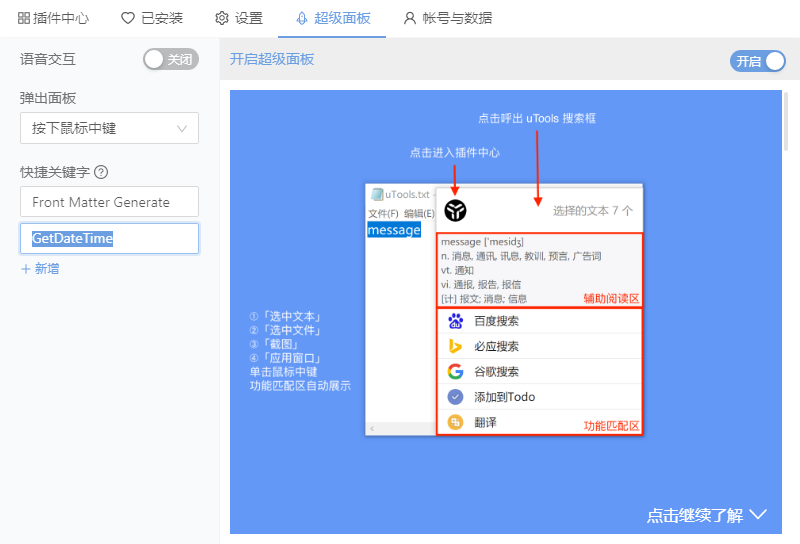 插件中心 已安装 设置 超级面板 帐号与数据
语音交互 关闭
弹出面板
按下鼠标中键
快捷关键字 ?
Front Matter Generate
GetDateTime
+ 新增
开启超级面板 开启
点击呼出 uTools 搜索框
点击进入插件中心
uTools.txt -
文件(F) 编辑(E)
message
选择的文本 7 个
message ['mesidʒ]
n. 消息, 通讯, 讯息, 教训, 预言, 广告词
vt. 通知
vi. 通报, 报告, 报信
[计] 报文; 消息; 信息
辅助阅读区
du 百度搜索
必应搜索
谷歌搜索
添加到Todo
翻译
功能匹配区
①「选中文本」
②「选中文件」
③「截图」
④「应用窗口」
单击鼠标中键
功能匹配区自动展示
点击继续了解